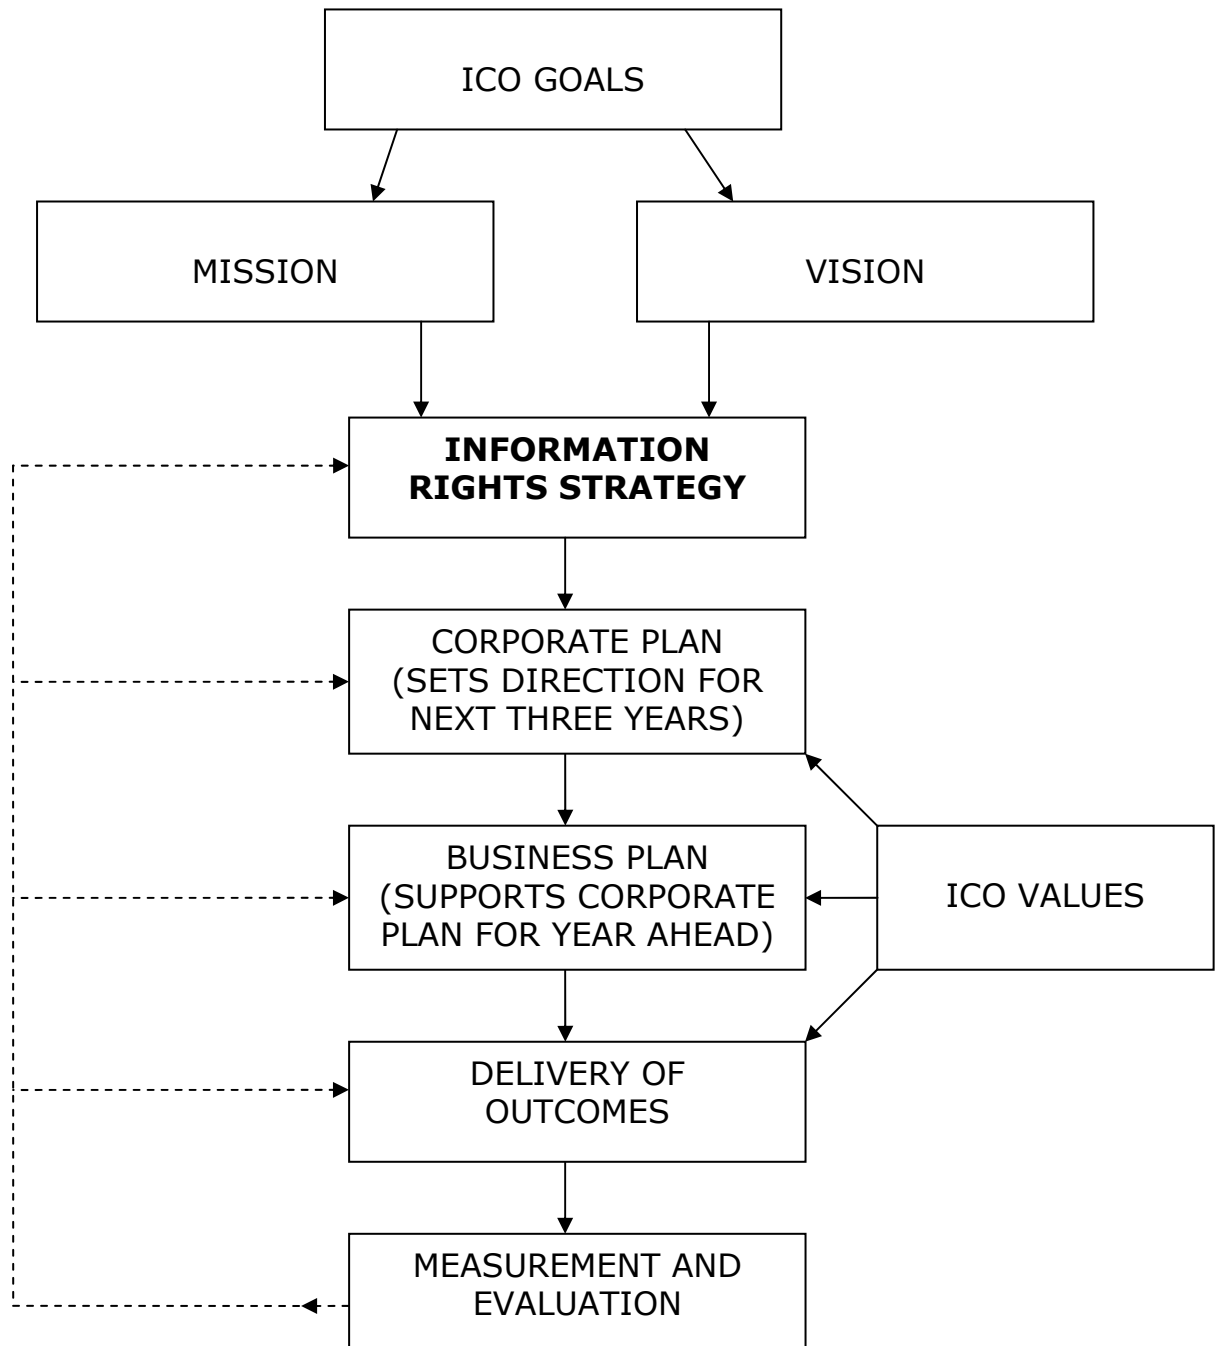 ICO GOALS
MISSION
VISION
INFORMATION
RIGHTS STRATEGY
CORPORATE PLAN
(SETS DIRECTION FOR
NEXT THREE YEARS)
BUSINESS PLAN
(SUPPORTS CORPORATE
PLAN FOR YEAR AHEAD)
ICO VALUES
DELIVERY OF
OUTCOMES
MEASUREMENT AND
EVALUATION